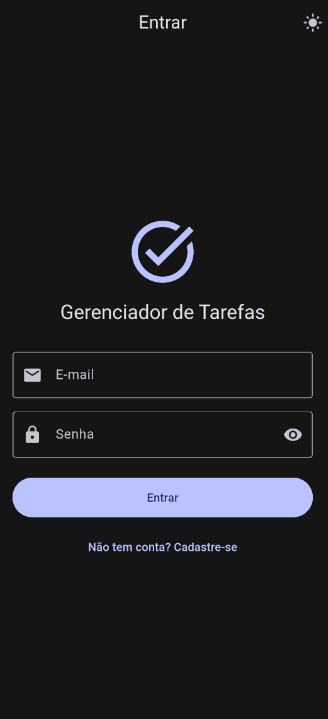 Entrar
Gerenciador de Tarefas
E-mail
Senha
Entrar
Não tem conta? Cadastre-se